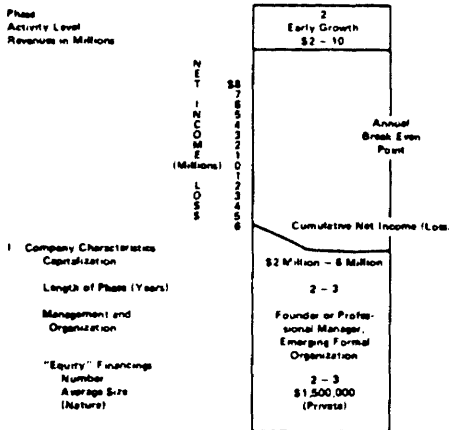 Phase 2
Activity Level Early Growth
Revenues in Millions $2 - 10
NET INCOME (Millions) LOSS
$8
7
6
5
4
3
2
1
0
1
2
3
4
5
6
Annual
Break Even
Point
Cumulative Net Income (Loss
I Company Characteristics
Capitalization $2 Million - 6 Million
Length of Phase (Years) 2 - 3
Management and Founder or Profes-
Organization sional Manager,
Emerging Formal
Organization
"Equity" Financings
Number 2 - 3
Average Size $1,500,000
(Nature) (Private)